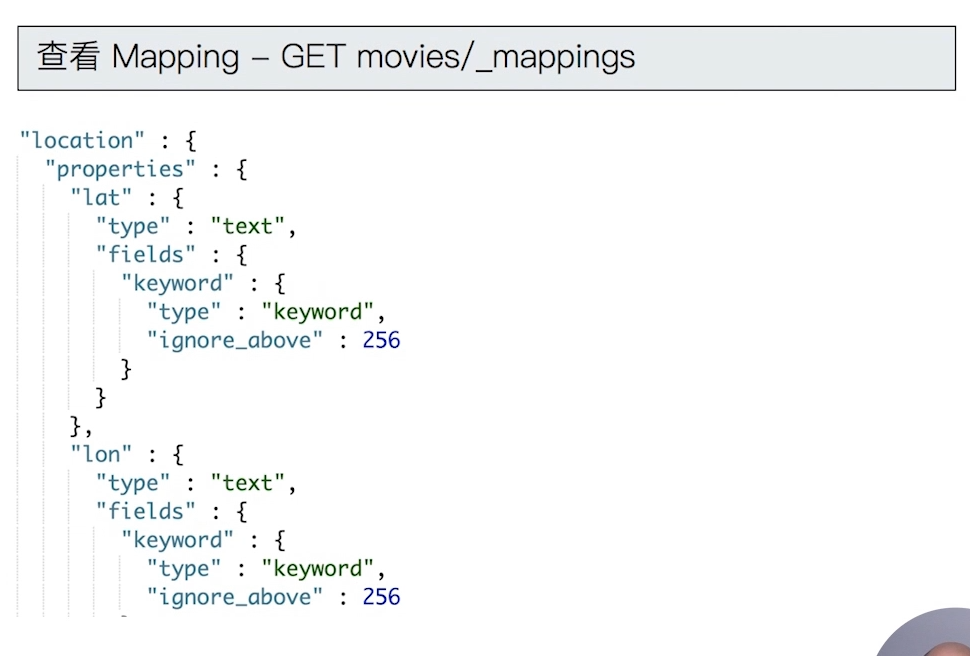 查看 Mapping – GET movies/_mappings
"location" : {
"properties" : {
"lat" : {
"type" : "text",
"fields" : {
"keyword" : {
"type" : "keyword",
"ignore_above" : 256
}
}
},
"lon" : {
"type" : "text",
"fields" : {
"keyword" : {
"type" : "keyword",
"ignore_above" : 256